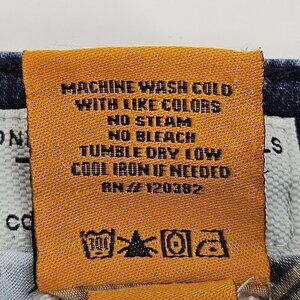 MACHINE WASH COLD
WITH LIKE COLORS
NO STEAM
NO BLEACH
TUMBLE DRY LOW
COOL IRON IF NEEDED
RN# 120382
30C